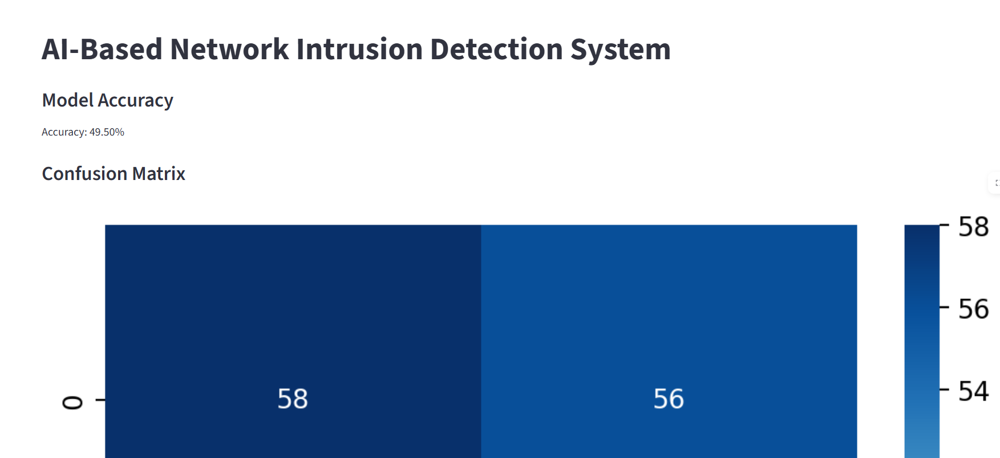 AI-Based Network Intrusion Detection System
Model Accuracy
Accuracy: 49.50%
Confusion Matrix
58
56
54
0
58
56